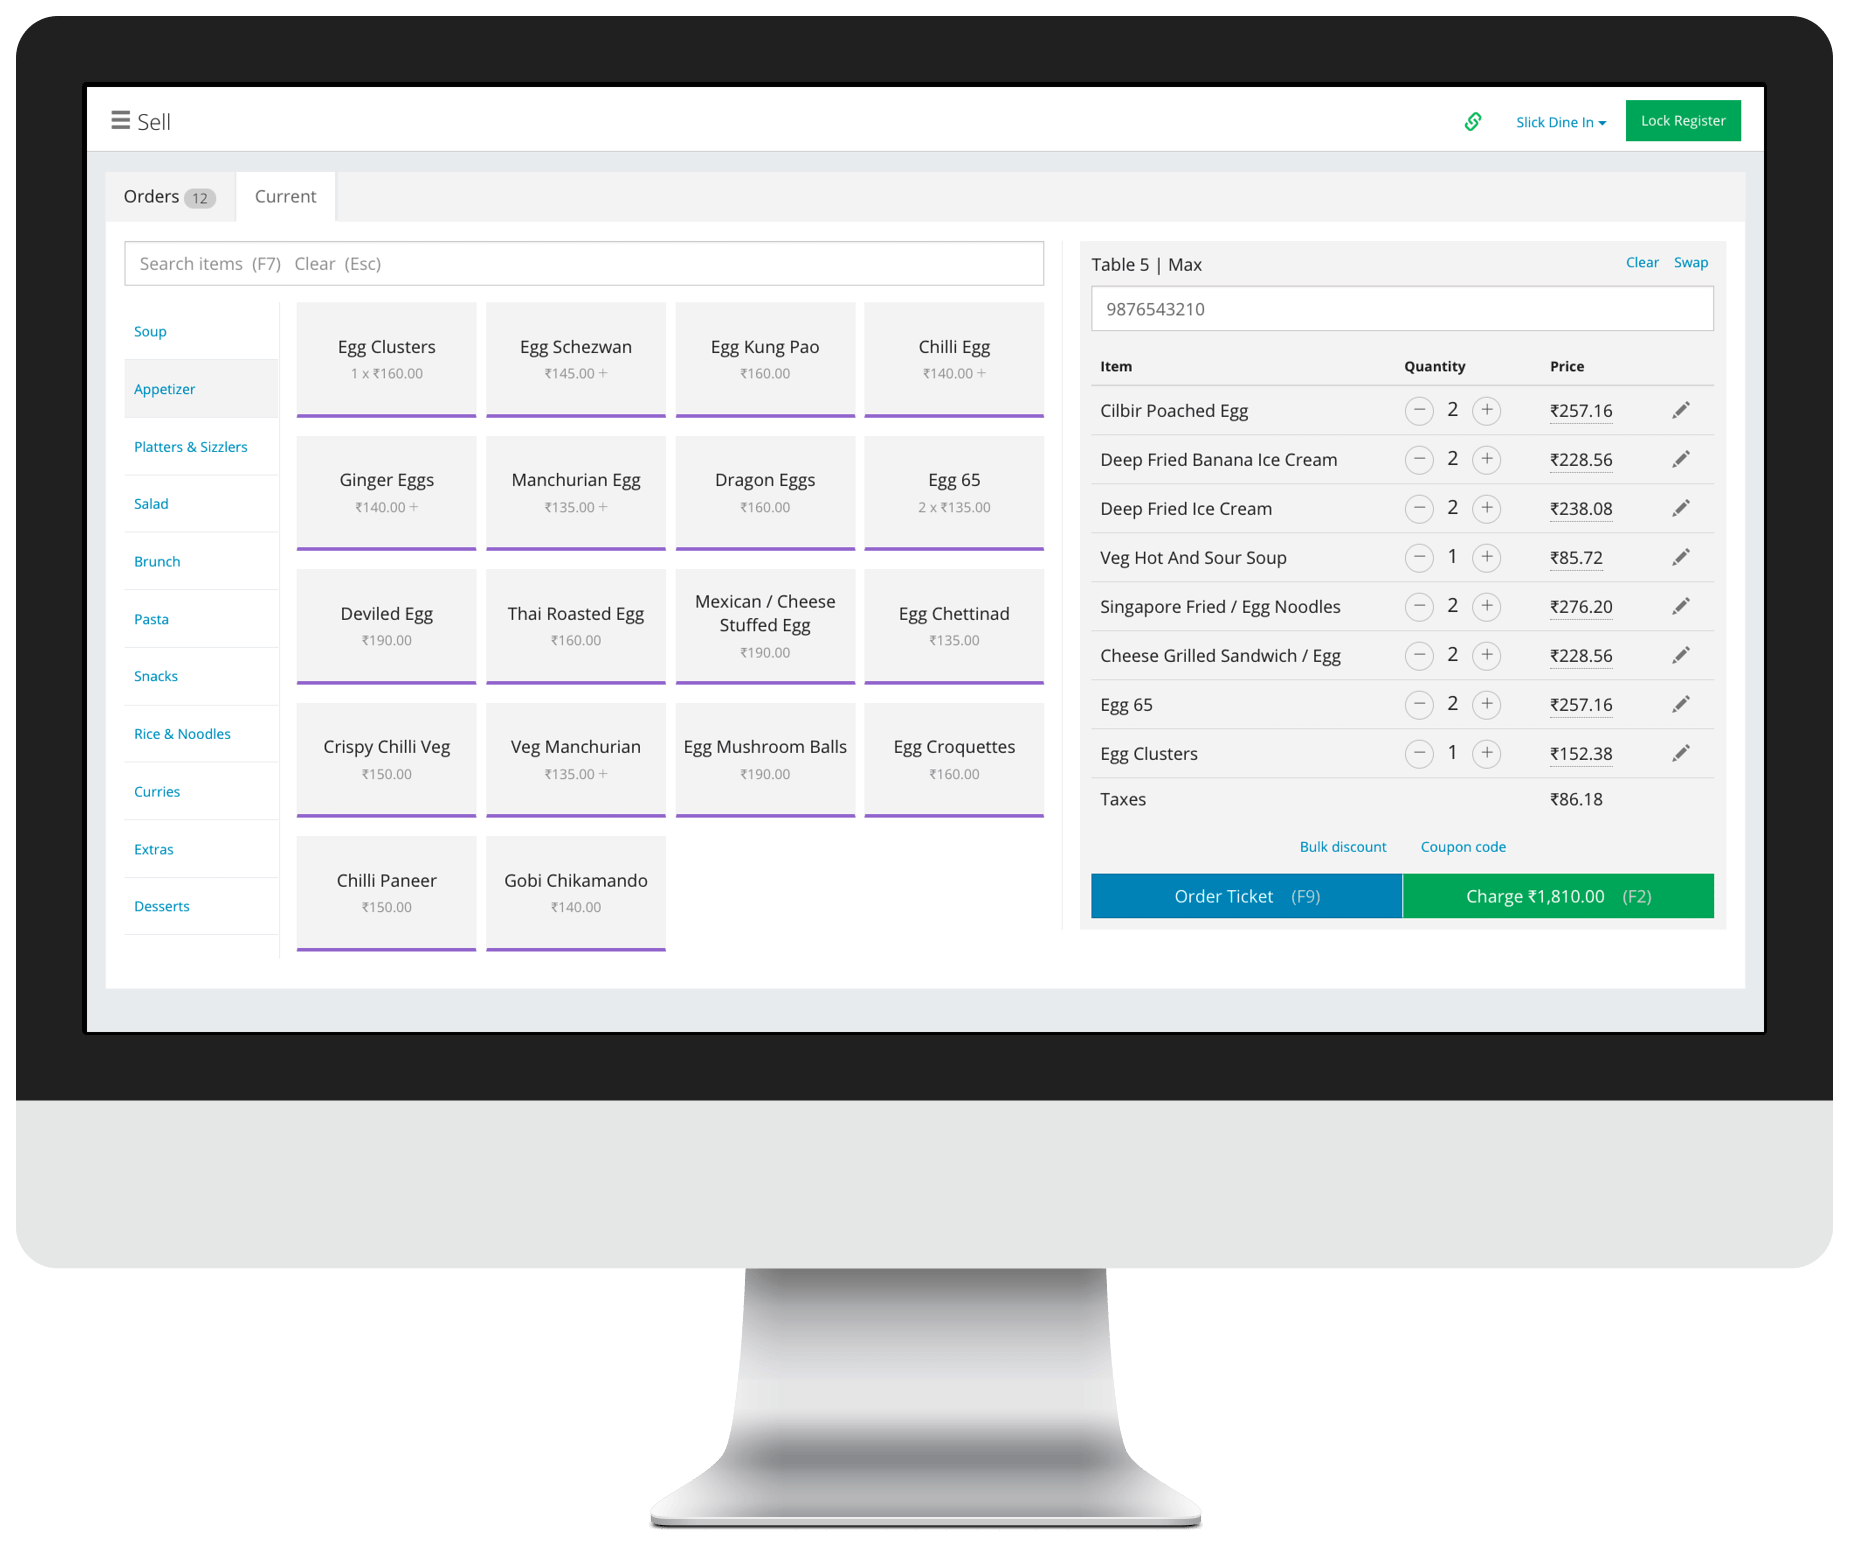 Sell
Slick Dine In
Lock Register
Orders 12
Current
Search items (F7) Clear (Esc)
Soup
Appetizer
Platters & Sizzlers
Salad
Brunch
Pasta
Snacks
Rice & Noodles
Curries
Extras
Desserts
Egg Clusters
1 x ₹160.00
Egg Schezwan
₹145.00 +
Egg Kung Pao
₹160.00
Chilli Egg
₹140.00 +
Ginger Eggs
₹140.00 +
Manchurian Egg
₹135.00 +
Dragon Eggs
₹160.00
Egg 65
2 x ₹135.00
Deviled Egg
₹190.00
Thai Roasted Egg
₹160.00
Mexican / Cheese
Stuffed Egg
₹190.00
Egg Chettinad
₹135.00
Crispy Chilli Veg
₹150.00
Veg Manchurian
₹135.00 +
Egg Mushroom Balls
₹190.00
Egg Croquettes
₹160.00
Chilli Paneer
₹150.00
Gobi Chikamando
₹140.00
Table 5 | Max
Clear Swap
9876543210
Item Quantity Price
Cilbir Poached Egg − 2 + ₹257.16
Deep Fried Banana Ice Cream − 2 + ₹228.56
Deep Fried Ice Cream − 2 + ₹238.08
Veg Hot And Sour Soup − 1 + ₹85.72
Singapore Fried / Egg Noodles − 2 + ₹276.20
Cheese Grilled Sandwich / Egg − 2 + ₹228.56
Egg 65 − 2 + ₹257.16
Egg Clusters − 1 + ₹152.38
Taxes ₹86.18
Bulk discount Coupon code
Order Ticket (F9)
Charge ₹1,810.00 (F2)